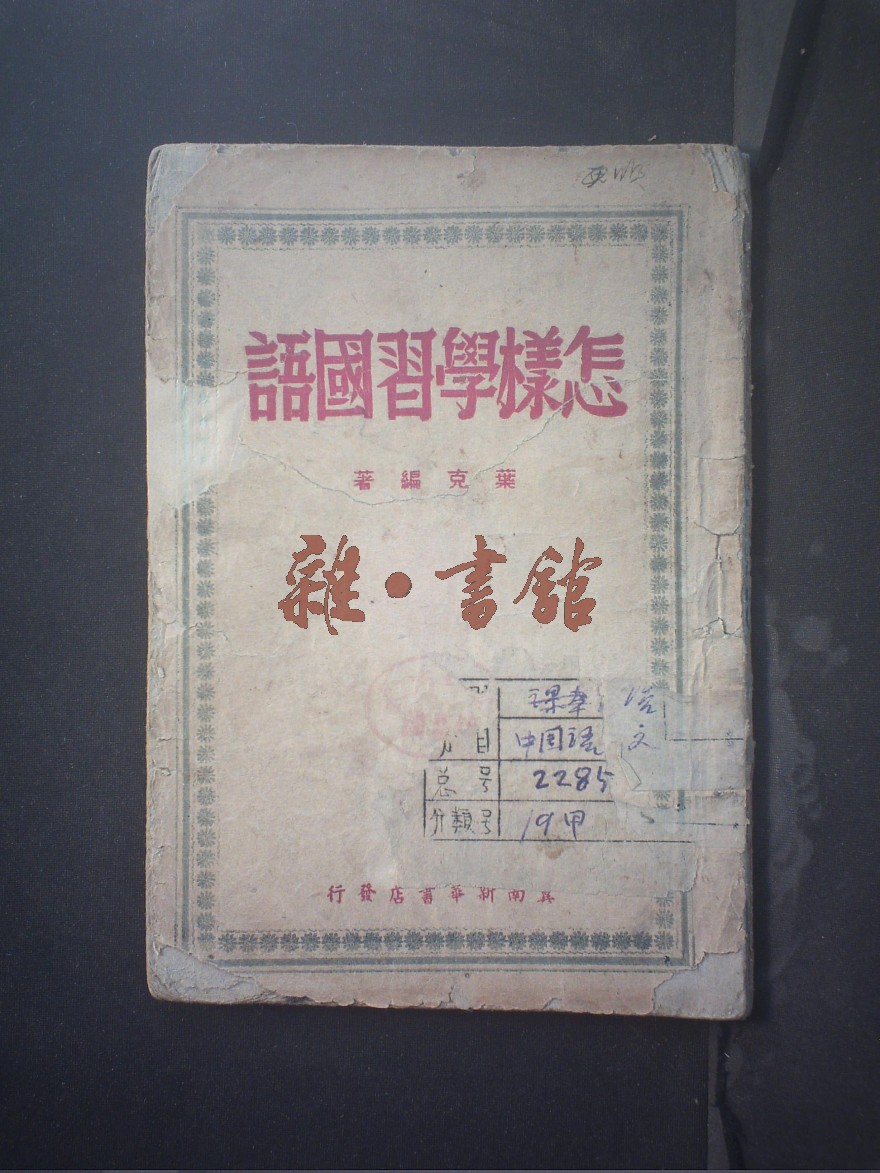 怎樣學習國語
葉克編著
雜·書館
课本
中国语文
总号 2285
分類号 19甲
冀南新華書店發行